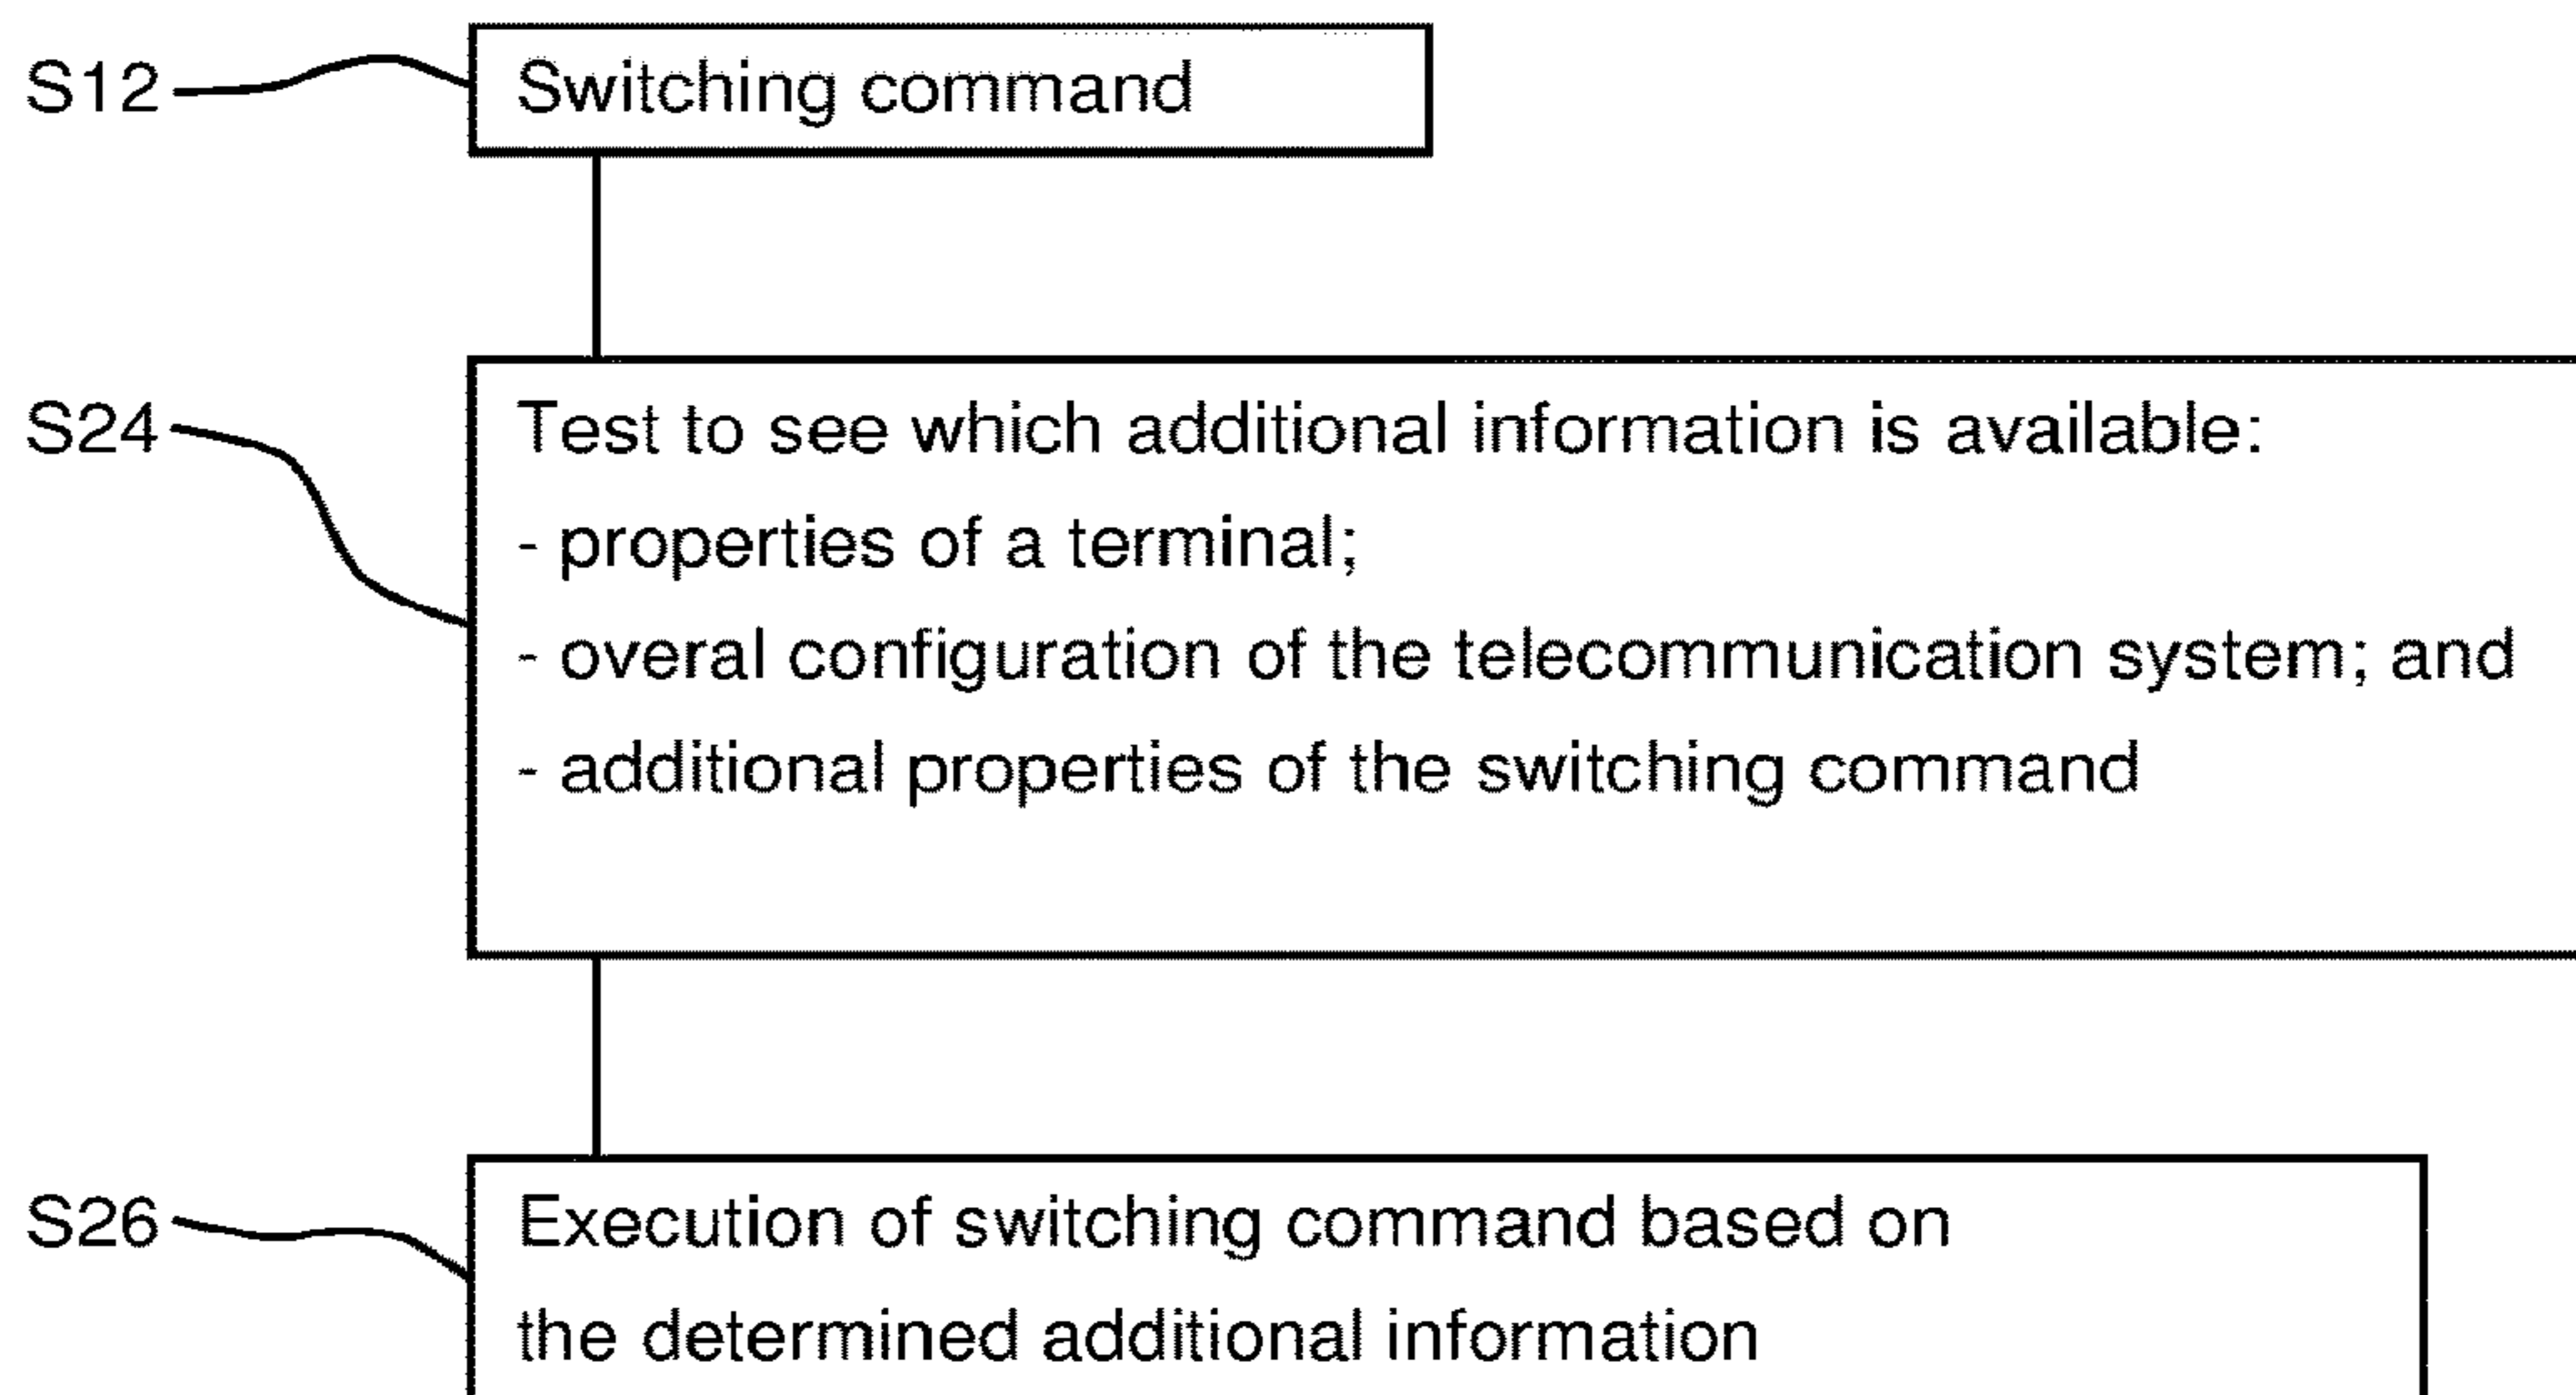 S12
Switching command
S24
Test to see which additional information is available:
- properties of a terminal;
- overal configuration of the telecommunication system; and
- additional properties of the switching command
S26
Execution of switching command based on
the determined additional information